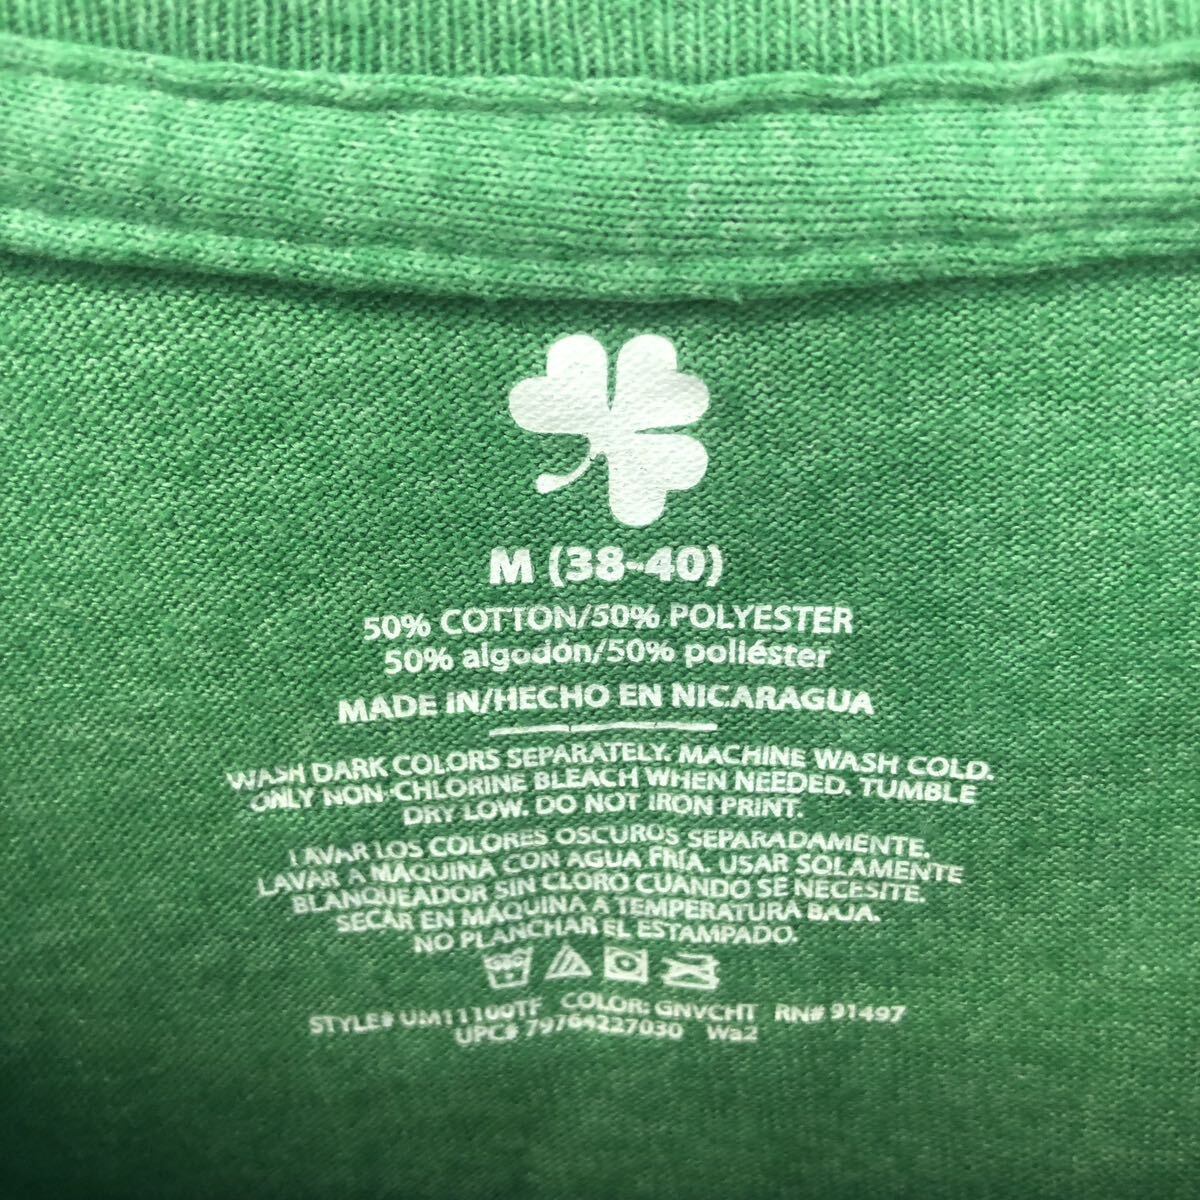 M (38-40)
50% COTTON/50% POLYESTER
50% algodón/50% poliéster
MADE IN/HECHO EN NICARAGUA
WASH DARK COLORS SEPARATELY. MACHINE WASH COLD.
ONLY NON-CHLORINE BLEACH WHEN NEEDED. TUMBLE
DRY LOW. DO NOT IRON PRINT.
LAVAR LOS COLORES OSCUROS SEPARADAMENTE.
LAVAR A MÁQUINA CON AGUA FRÍA. USAR SOLAMENTE
BLANQUEADOR SIN CLORO CUANDO SE NECESITE.
SECAR EN MÁQUINA A TEMPERATURA BAJA.
NO PLANCHAR EL ESTAMPADO.
STYLE# UM11100TF COLOR: GNVCHT RN# 91497
UPC# 79764227030 Wa2